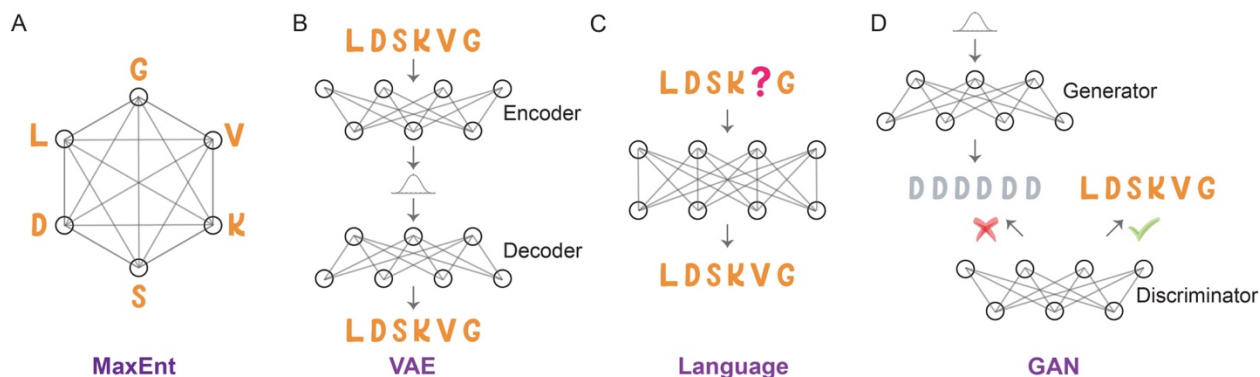 A
G
L
V
D
K
S
MaxEnt
B
LDSKVG
Encoder
Decoder
LDSKVG
VAE
C
LDSK?G
LDSKVG
Language
D
Generator
DDDDDD
LDSKVG
Discriminator
GAN